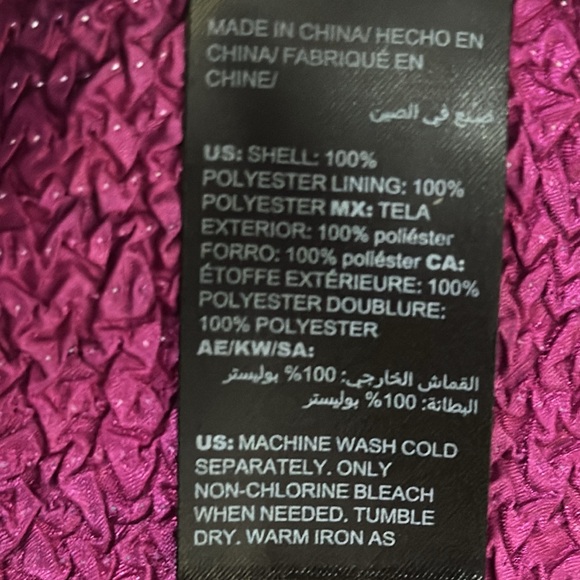 MADE IN CHINA/ HECHO EN
CHINA/ FABRIQUÉ EN
CHINE/
صنع في الصين
US: SHELL: 100%
POLYESTER LINING: 100%
POLYESTER MX: TELA
EXTERIOR: 100% poliéster
FORRO: 100% poliéster CA:
ÉTOFFE EXTÉRIEURE: 100%
POLYESTER DOUBLURE:
100% POLYESTER
AE/KW/SA:
القماش الخارجي: 100% بوليستر
البطانة: 100% بوليستر
US: MACHINE WASH COLD
SEPARATELY. ONLY
NON-CHLORINE BLEACH
WHEN NEEDED. TUMBLE
DRY. WARM IRON AS